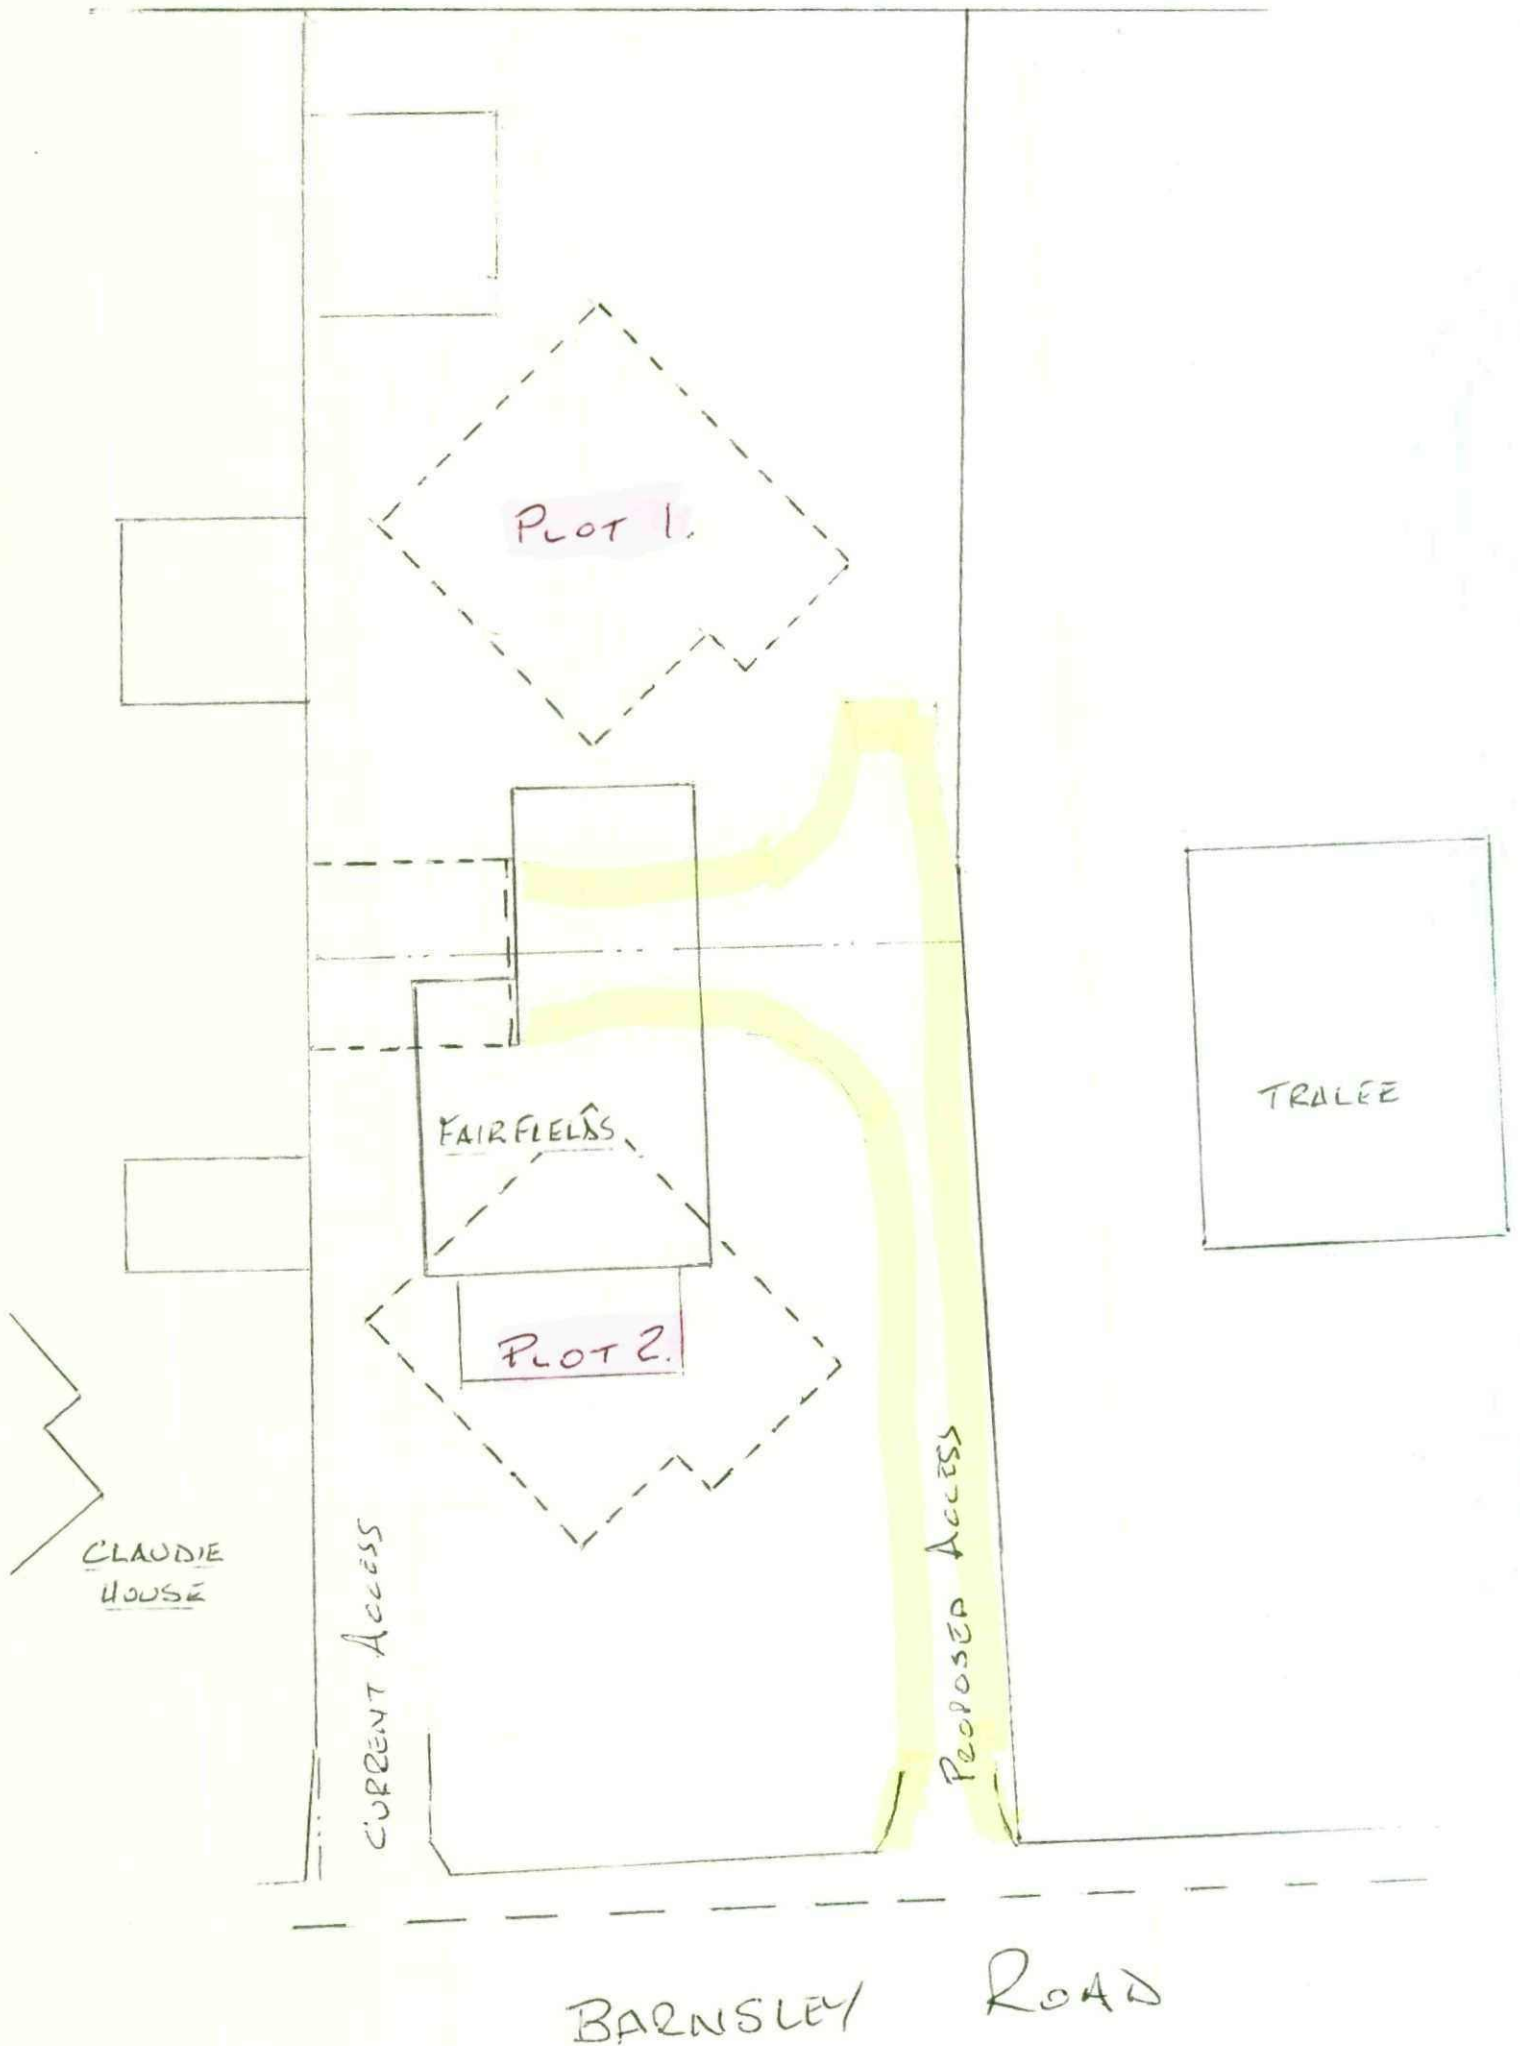 PLOT 1.
FAIRFIELDS
TRALEE
PLOT 2.
CLAUDIE
HOUSE
CURRENT ACCESS
PROPOSED ACCESS
BARNSLEY ROAD